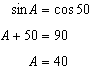 sin A = cos 50
A + 50 = 90
A = 40